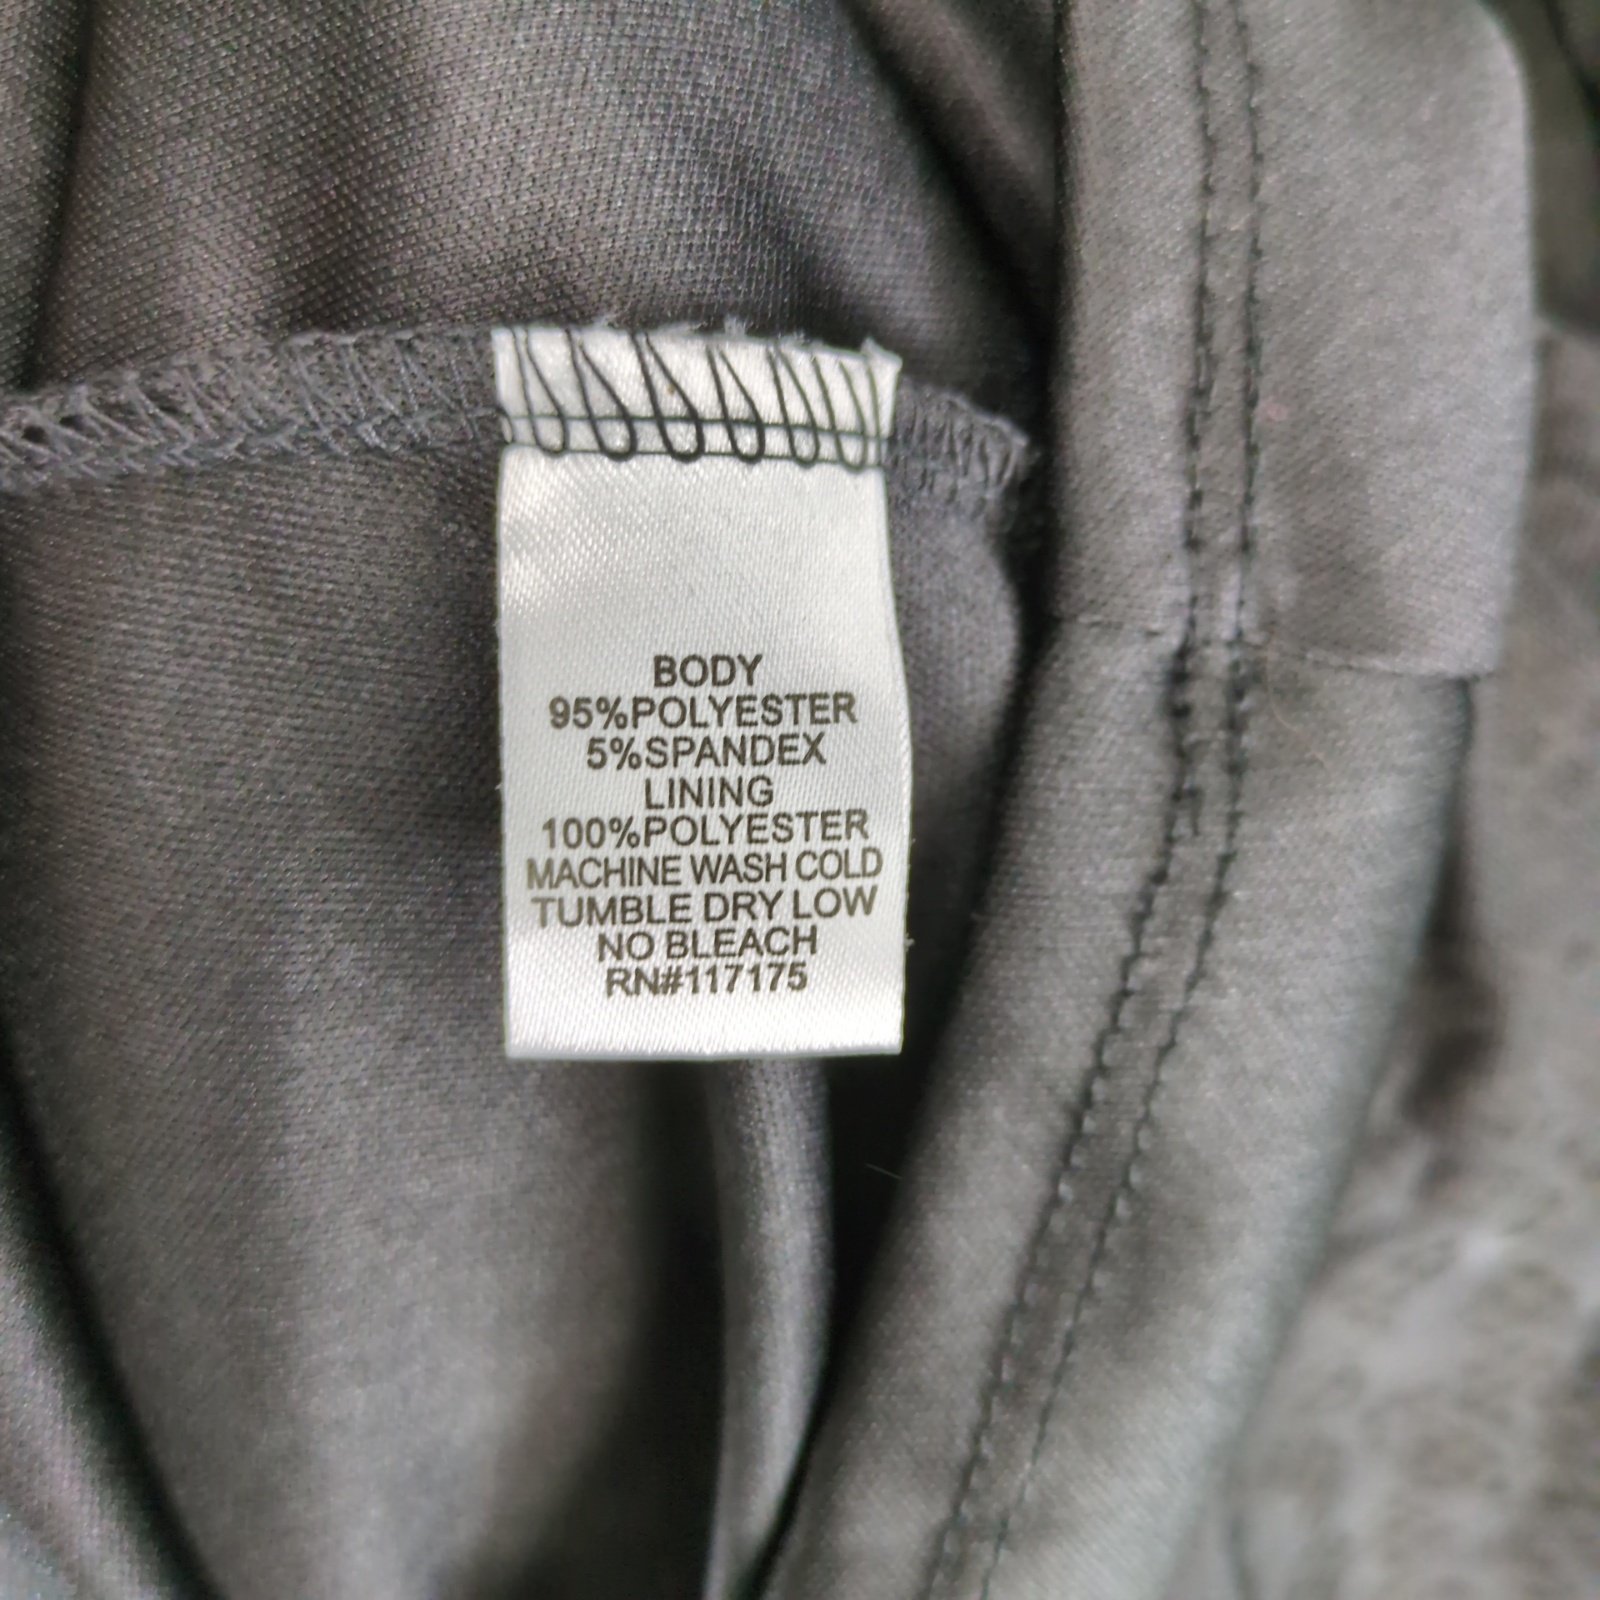 BODY
95%POLYESTER
5%SPANDEX
LINING
100%POLYESTER
MACHINE WASH COLD
TUMBLE DRY LOW
NO BLEACH
RN#117175